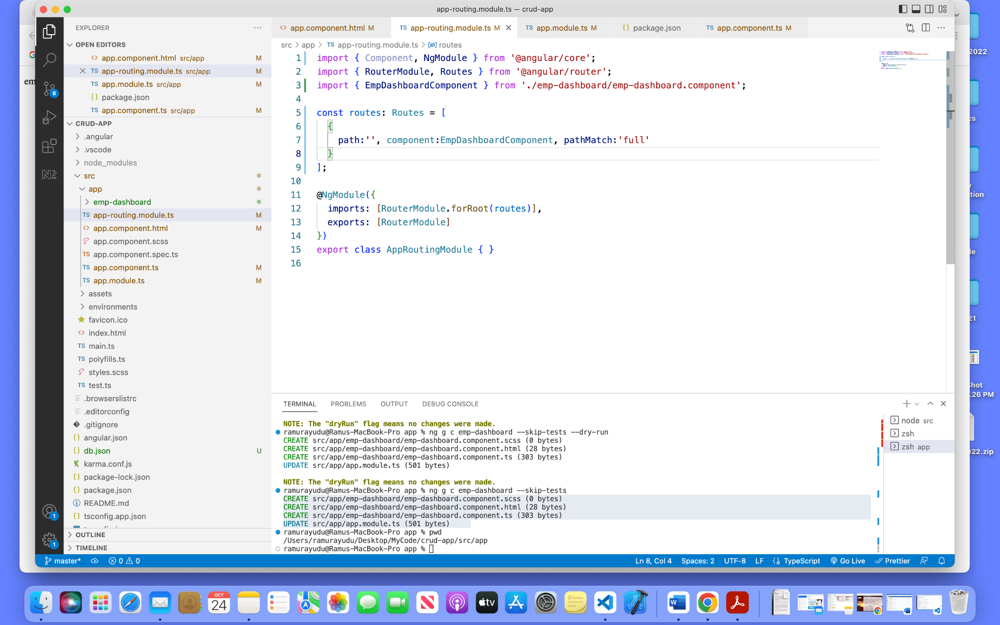 app-routing.module.ts — crud-app
EXPLORER
OPEN EDITORS
app.component.html src/app M
app-routing.module.ts src/app M
app.module.ts src/app M
package.json
app.component.ts src/app M
CRUD-APP
.angular
.vscode
node_modules
src
app
emp-dashboard
app-routing.module.ts M
app.component.html M
app.component.scss
app.component.spec.ts
app.component.ts M
app.module.ts M
assets
environments
favicon.ico
index.html
main.ts
polyfills.ts
styles.scss
test.ts
.browserslistrc
.editorconfig
.gitignore
angular.json
db.json U
karma.conf.js
package-lock.json
package.json
README.md
tsconfig.app.json
OUTLINE
TIMELINE
8
1
1
app.component.html M
TS app-routing.module.ts M
TS app.module.ts M
package.json
TS app.component.ts M
src > app > TS app-routing.module.ts > routes
1 import { Component, NgModule } from '@angular/core';
2 import { RouterModule, Routes } from '@angular/router';
3 import { EmpDashboardComponent } from './emp-dashboard/emp-dashboard.component';
4
5 const routes: Routes = [
6 {
7 path:'', component:EmpDashboardComponent, pathMatch:'full'
8 }
9 ];
10
11 @NgModule({
12 imports: [RouterModule.forRoot(routes)],
13 exports: [RouterModule]
14 })
15 export class AppRoutingModule { }
16
TERMINAL PROBLEMS OUTPUT DEBUG CONSOLE
NOTE: The "dryRun" flag means no changes were made.
ramurayudu@Ramus-MacBook-Pro app % ng g c emp-dashboard --skip-tests --dry-run
CREATE src/app/emp-dashboard/emp-dashboard.component.scss (0 bytes)
CREATE src/app/emp-dashboard/emp-dashboard.component.html (28 bytes)
CREATE src/app/emp-dashboard/emp-dashboard.component.ts (303 bytes)
UPDATE src/app/app.module.ts (501 bytes)
NOTE: The "dryRun" flag means no changes were made.
ramurayudu@Ramus-MacBook-Pro app % ng g c emp-dashboard --skip-tests
CREATE src/app/emp-dashboard/emp-dashboard.component.scss (0 bytes)
CREATE src/app/emp-dashboard/emp-dashboard.component.html (28 bytes)
CREATE src/app/emp-dashboard/emp-dashboard.component.ts (303 bytes)
UPDATE src/app/app.module.ts (501 bytes)
ramurayudu@Ramus-MacBook-Pro app % pwd
/Users/ramurayudu/Desktop/MyCode/crud-app/src/app
ramurayudu@Ramus-MacBook-Pro app %
node src
zsh
zsh app
master* 0 0
Ln 8, Col 4 Spaces: 2 UTF-8 LF TypeScript Go Live Prettier
em
2022
cs
tion
le
21
.26 PM
22.zip
OCT
24
tv
W